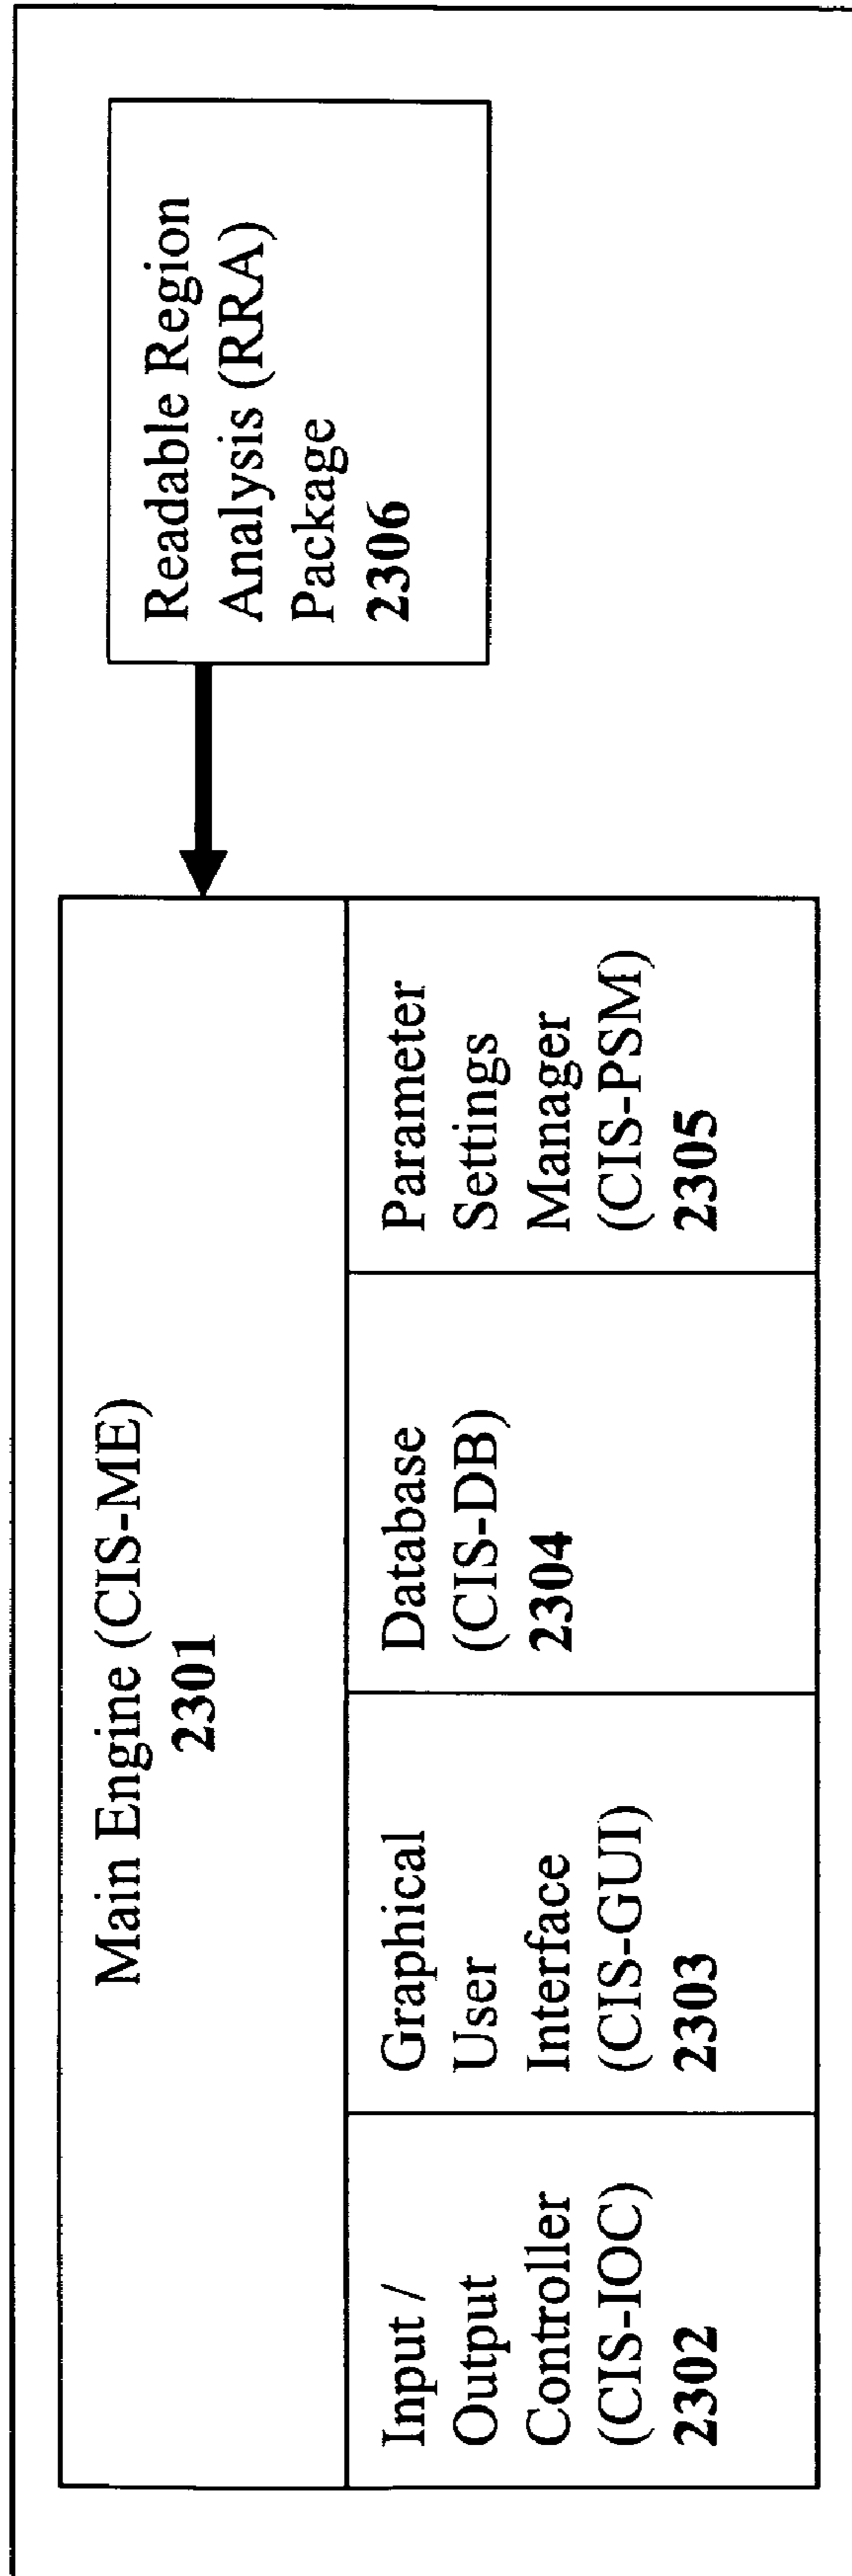 Main Engine (CIS-ME)
2301
Input /
Output
Controller
(CIS-IOC)
2302
Graphical
User
Interface
(CIS-GUI)
2303
Database
(CIS-DB)
2304
Parameter
Settings
Manager
(CIS-PSM)
2305
Readable Region
Analysis (RRA)
Package
2306